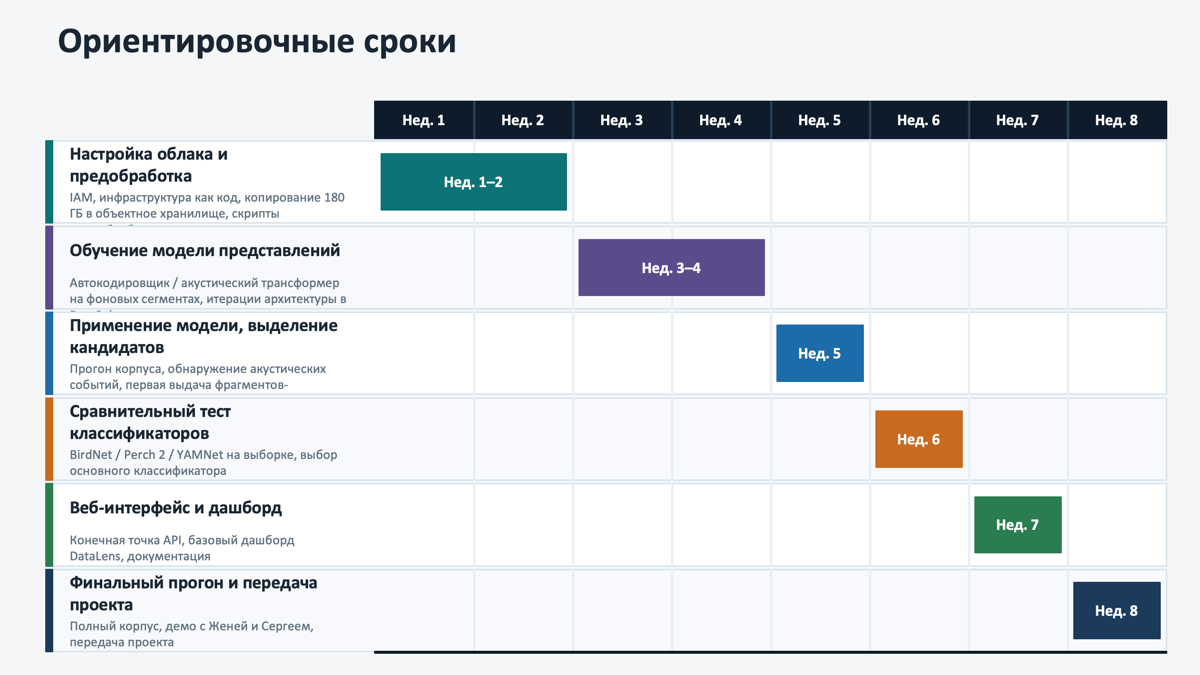 Ориентировочные сроки
Нед. 1 Нед. 2 Нед. 3 Нед. 4 Нед. 5 Нед. 6 Нед. 7 Нед. 8
Настройка облака и
предобработка
IAM, инфраструктура как код, копирование 180
ГБ в объектное хранилище, скрипты
Нед. 1–2
Обучение модели представлений
Автокодировщик / акустический трансформер
на фоновых сегментах, итерации архитектуры в
Нед. 3–4
Применение модели, выделение
кандидатов
Прогон корпуса, обнаружение акустических
событий, первая выдача фрагментов-
Нед. 5
Сравнительный тест
классификаторов
BirdNet / Perch 2 / YAMNet на выборке, выбор
основного классификатора
Нед. 6
Веб-интерфейс и дашборд
Конечная точка API, базовый дашборд
DataLens, документация
Нед. 7
Финальный прогон и передача
проекта
Полный корпус, демо с Женей и Сергеем,
передача проекта
Нед. 8